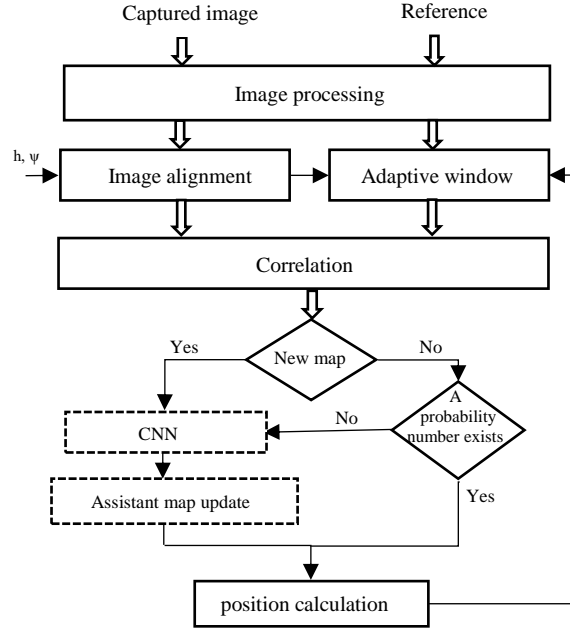 Captured image
Reference
Image processing
h, ψ
Image alignment
Adaptive window
Correlation
Yes
New map
No
A
probability
number exists
No
CNN
Assistant map update
Yes
position calculation